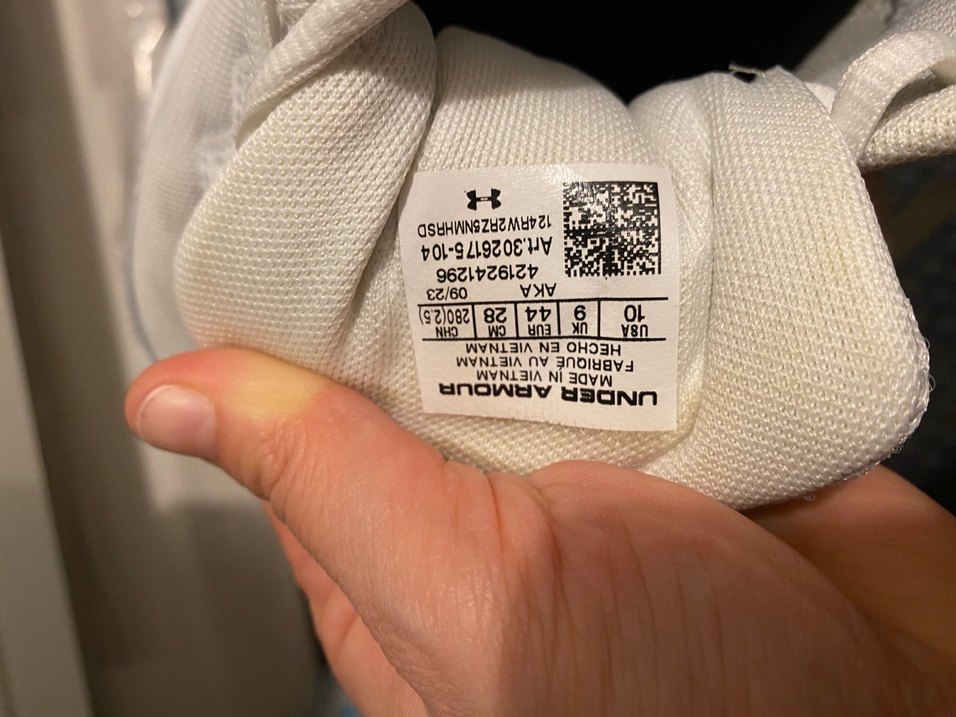 UNDER ARMOUR
MADE IN VIETNAM
FABRIQUÉ AU VIETNAM
HECHO EN VIETNAM
USA UK EUR CM CHN
10 9 44 28 280(2.5)
AKA 09/23
4219241296
Art.3026175-104
124RW2RZ5NMHRSD